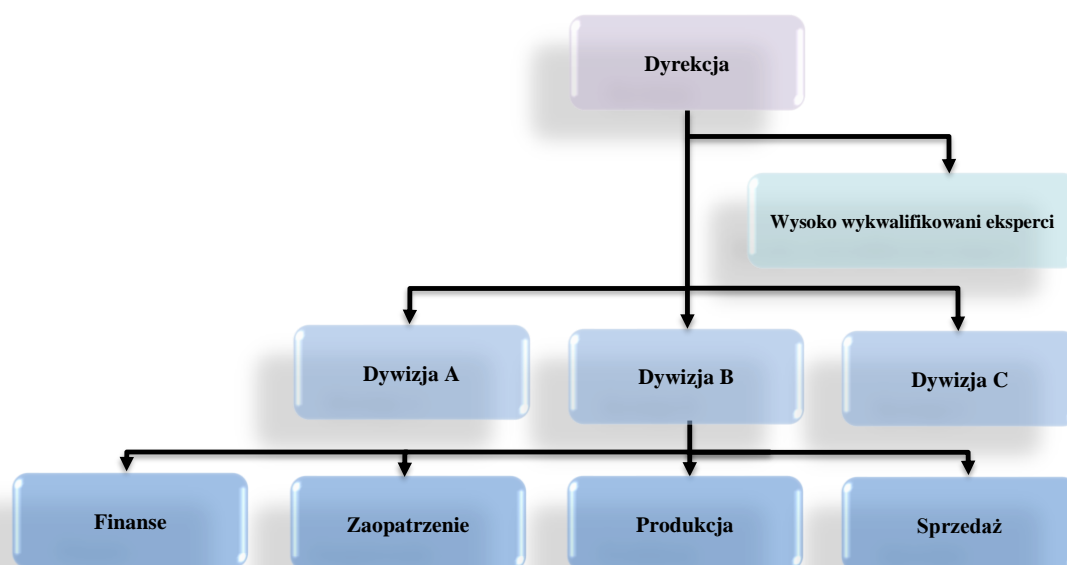 Dyrekcja
Wysoko wykwalifikowani eksperci
Dywizja A
Dywizja B
Dywizja C
Finanse
Zaopatrzenie
Produkcja
Sprzedaż